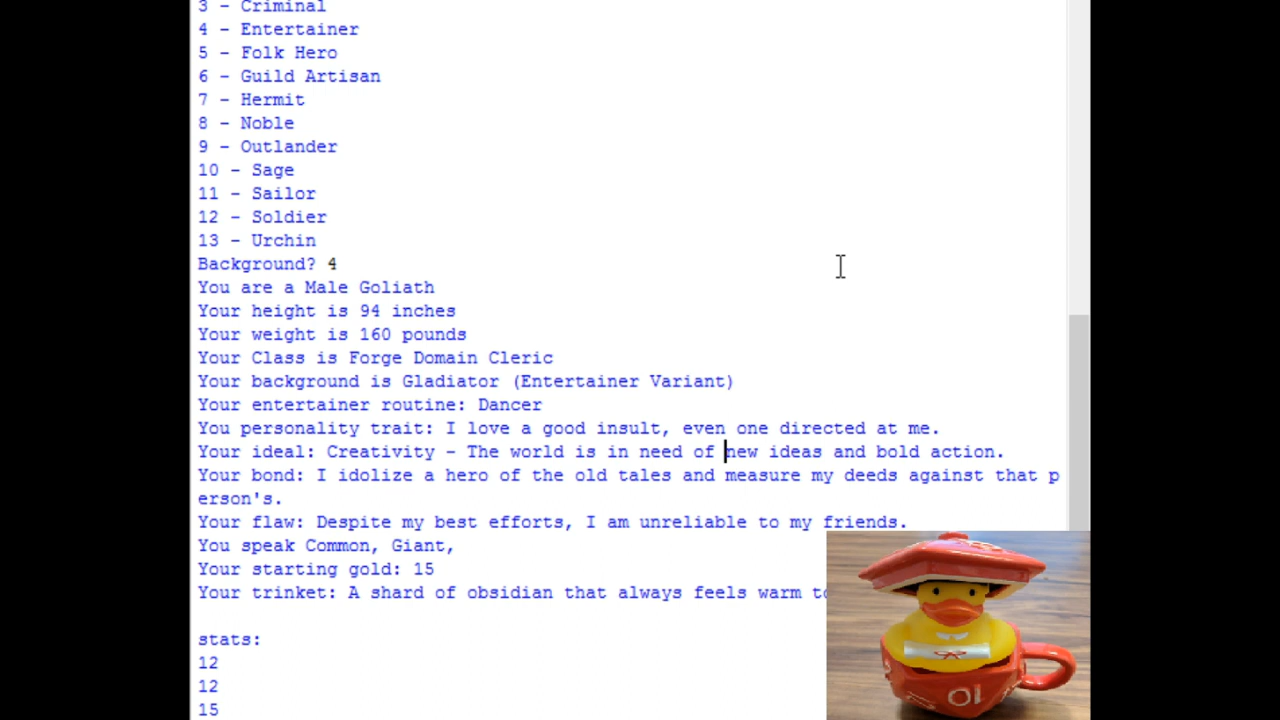 3 - Criminal
4 - Entertainer
5 - Folk Hero
6 - Guild Artisan
7 - Hermit
8 - Noble
9 - Outlander
10 - Sage
11 - Sailor
12 - Soldier
13 - Urchin
Background? 4
You are a Male Goliath
Your height is 94 inches
Your weight is 160 pounds
Your Class is Forge Domain Cleric
Your background is Gladiator (Entertainer Variant)
Your entertainer routine: Dancer
You personality trait: I love a good insult, even one directed at me.
Your ideal: Creativity - The world is in need of new ideas and bold action.
Your bond: I idolize a hero of the old tales and measure my deeds against that p
erson's.
Your flaw: Despite my best efforts, I am unreliable to my friends.
You speak Common, Giant,
Your starting gold: 15
Your trinket: A shard of obsidian that always feels warm
stats:
12
12
15